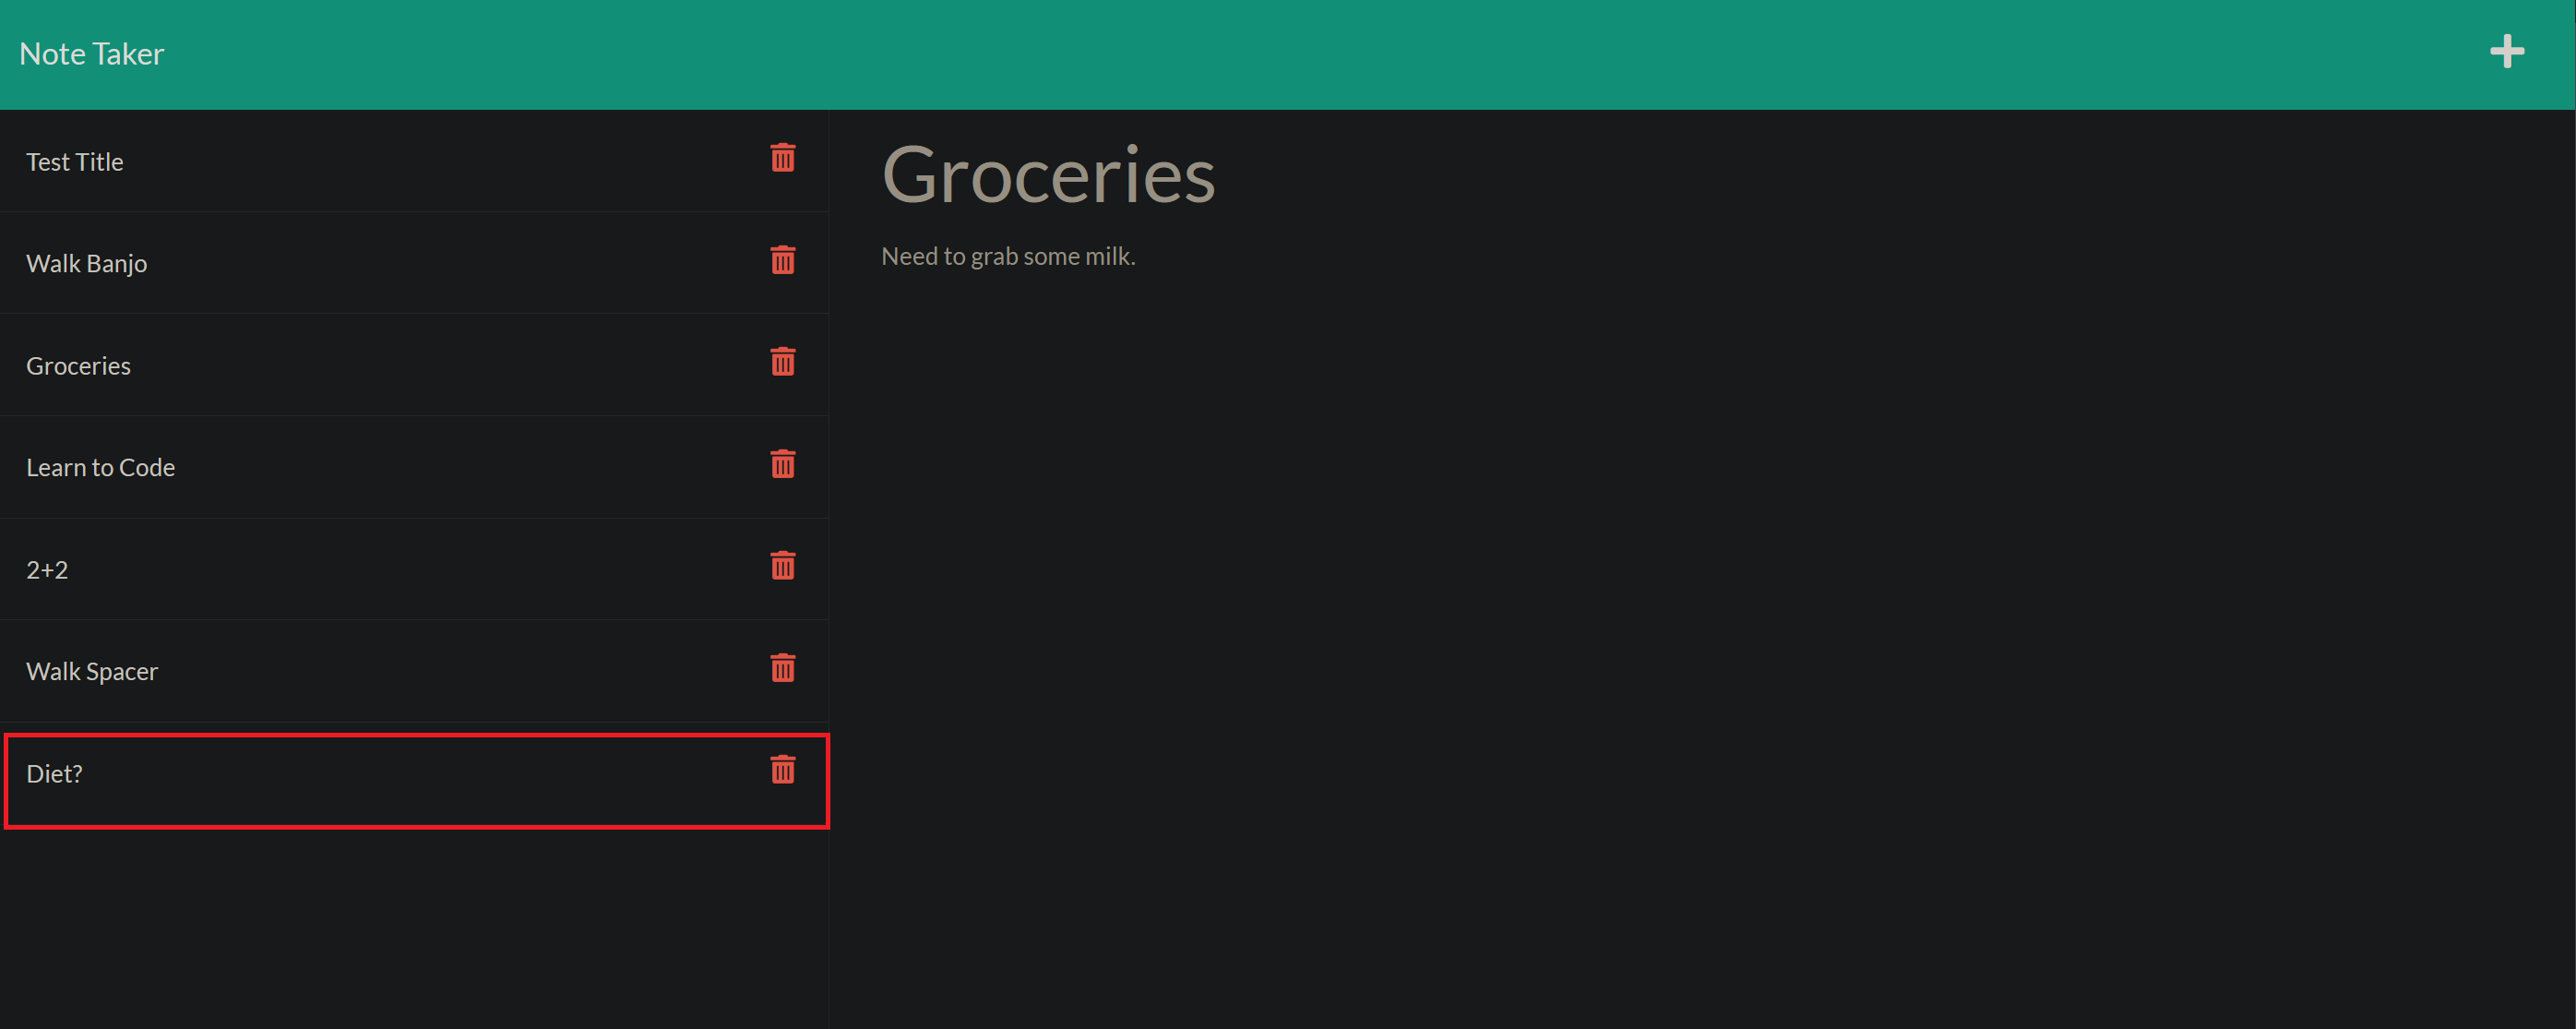 Note Taker
Test Title
Walk Banjo
Groceries
Learn to Code
2+2
Walk Spacer
Diet?
Groceries
Need to grab some milk.